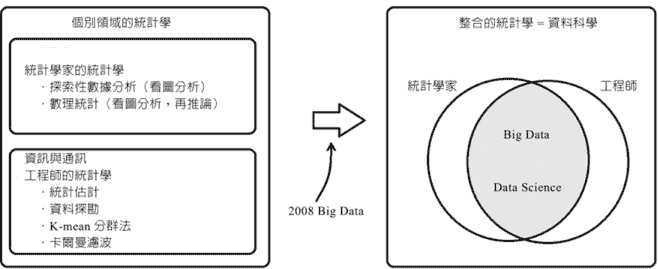 個別領域的統計學
統計學家的統計學
· 探索性數據分析（看圖分析）
· 數理統計（看圖分析，再推論）
資訊與通訊
工程師的統計學
· 統計估計
· 資料探勘
· K-mean 分群法
· 卡爾曼濾波
2008 Big Data
整合的統計學 = 資料科學
統計學家
工程師
Big Data
Data Science